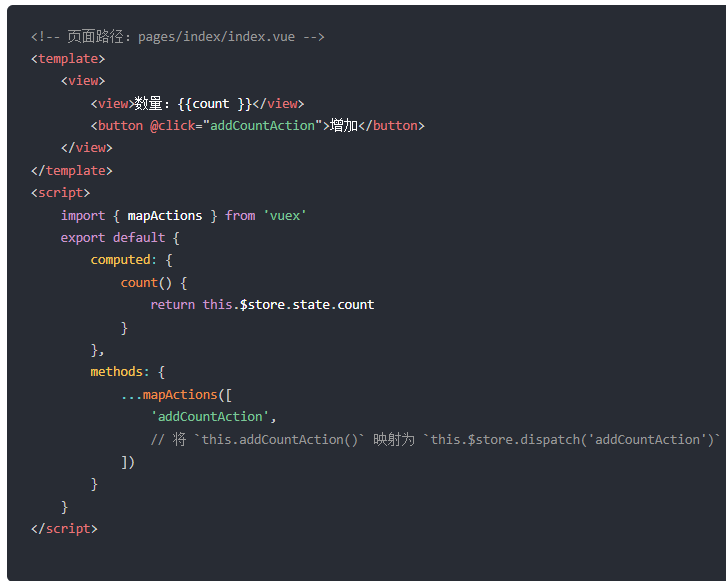 <!-- 页面路径：pages/index/index.vue -->
<template>
    <view>
        <view>数量：{{count }}</view>
        <button @click="addCountAction">增加</button>
    </view>
</template>
<script>
    import { mapActions } from 'vuex'
    export default {
        computed: {
            count() {
                return this.$store.state.count
            }
        },
        methods: {
            ...mapActions([
                'addCountAction',
                // 将 `this.addCountAction()` 映射为 `this.$store.dispatch('addCountAction')`
            ])
        }
    }
</script>